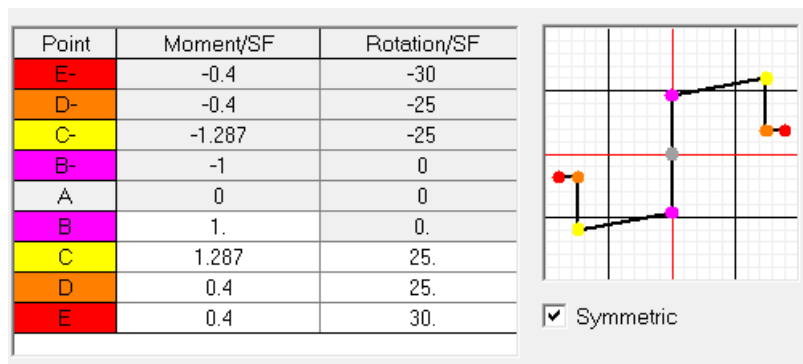 Point Moment/SF Rotation/SF
E- -0.4 -30
D- -0.4 -25
C- -1.287 -25
B- -1 0
A 0 0
B 1. 0.
C 1.287 25.
D 0.4 25.
E 0.4 30.
Symmetric